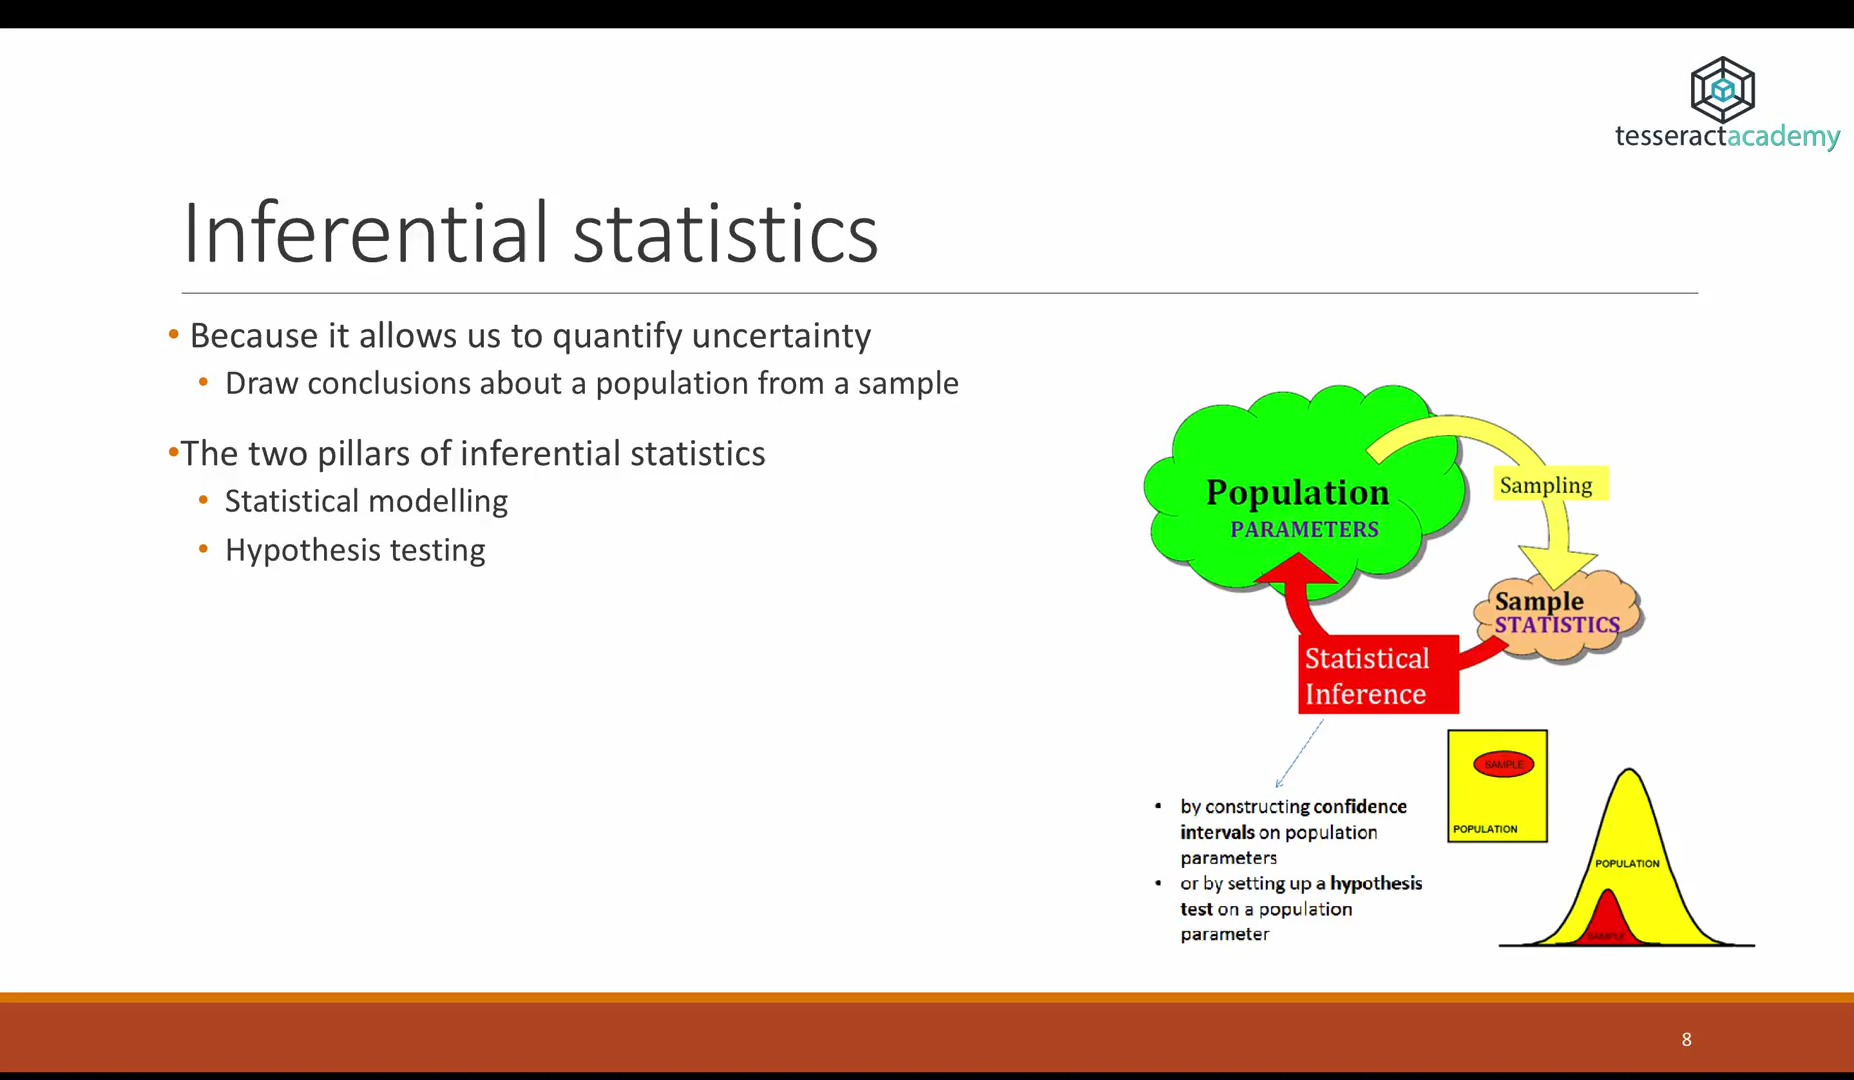 tesseractacademy
Inferential statistics
• Because it allows us to quantify uncertainty
• Draw conclusions about a population from a sample
•The two pillars of inferential statistics
• Statistical modelling
• Hypothesis testing
Population
PARAMETERS
Sampling
Sample
STATISTICS
Statistical
Inference
• by constructing confidence
intervals on population
parameters
• or by setting up a hypothesis
test on a population
parameter
SAMPLE
POPULATION
POPULATION
SAMPLE
8